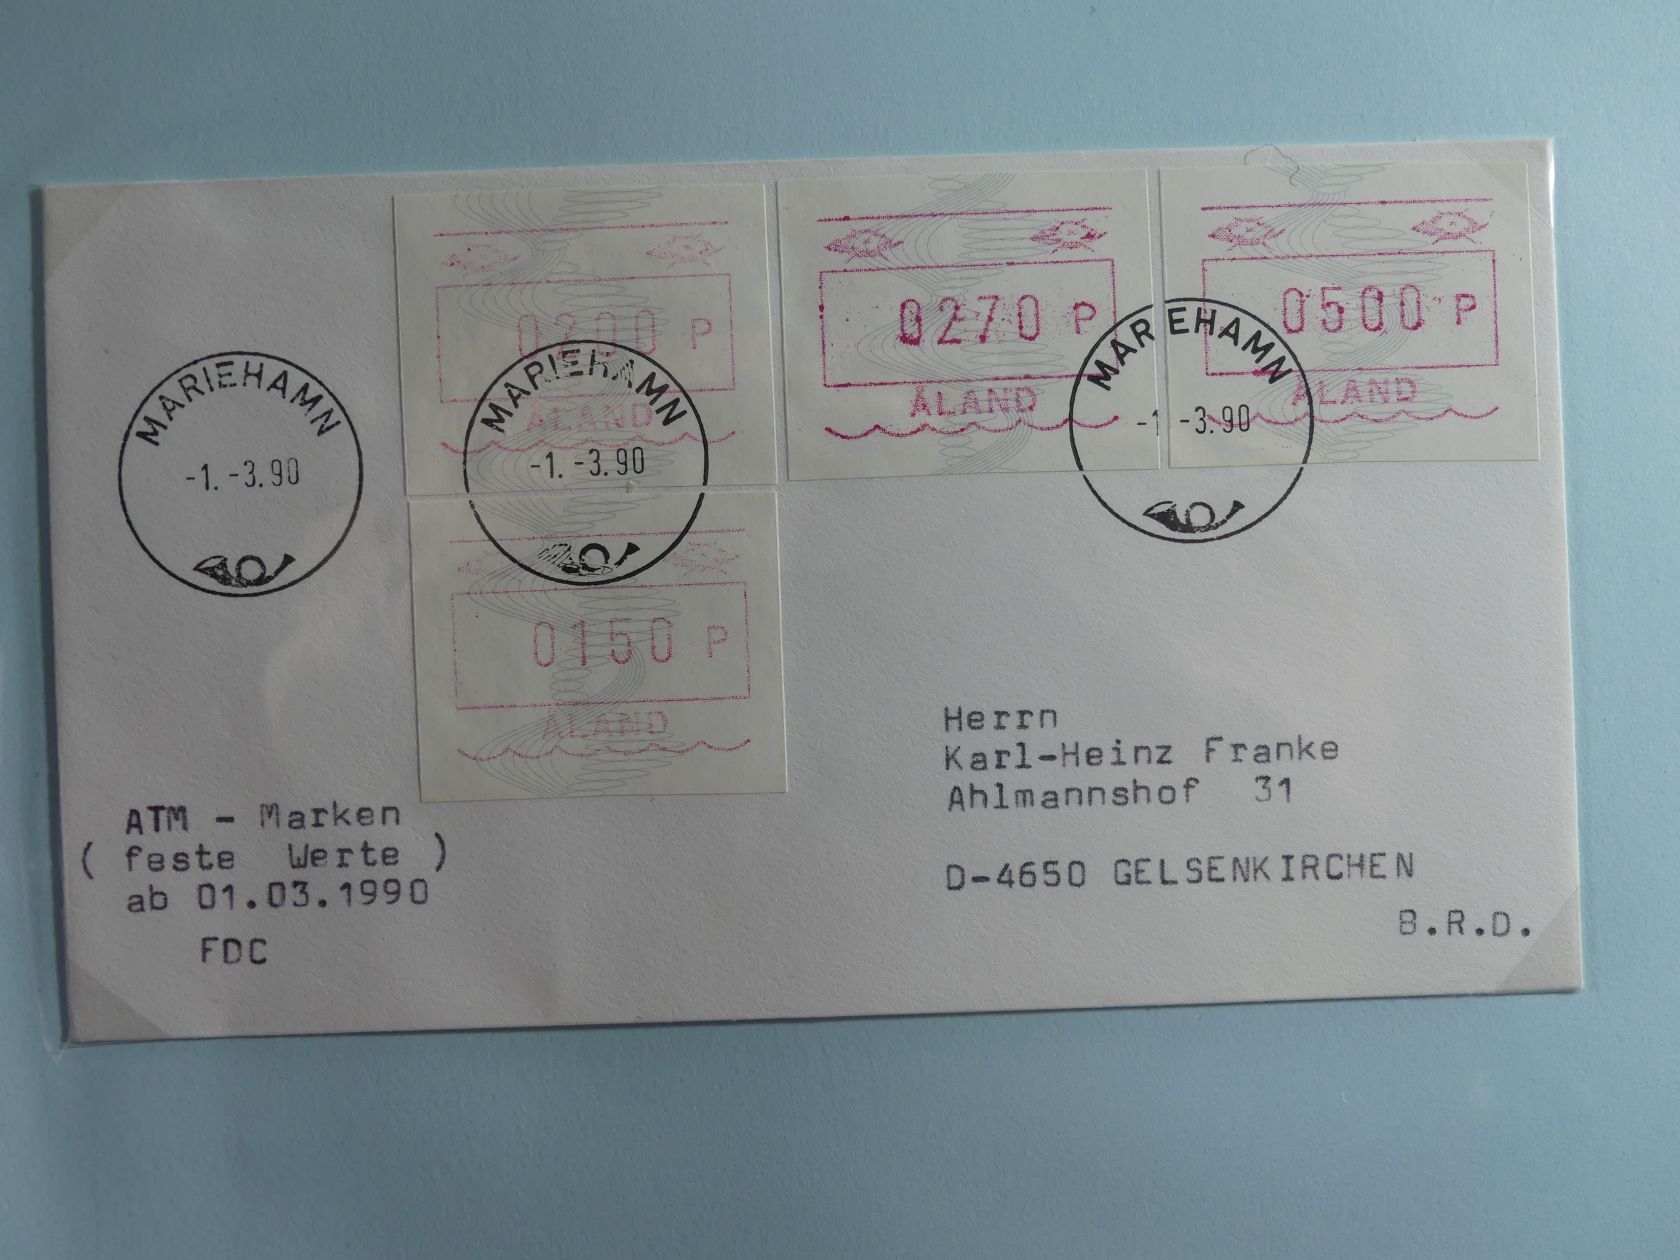 0200 P
ÅLAND
0270 P
ÅLAND
0500 P
ÅLAND
MARIEHAMN
-1. -3.90
MARIEHAMN
-1. -3.90
MARIEHAMN
-1 -3.90
0150 P
ÅLAND
Herrn
Karl-Heinz Franke
Ahlmannshof 31
D-4650 GELSENKIRCHEN
B.R.D.
ATM - Marken
( feste Werte )
ab 01.03.1990
FDC